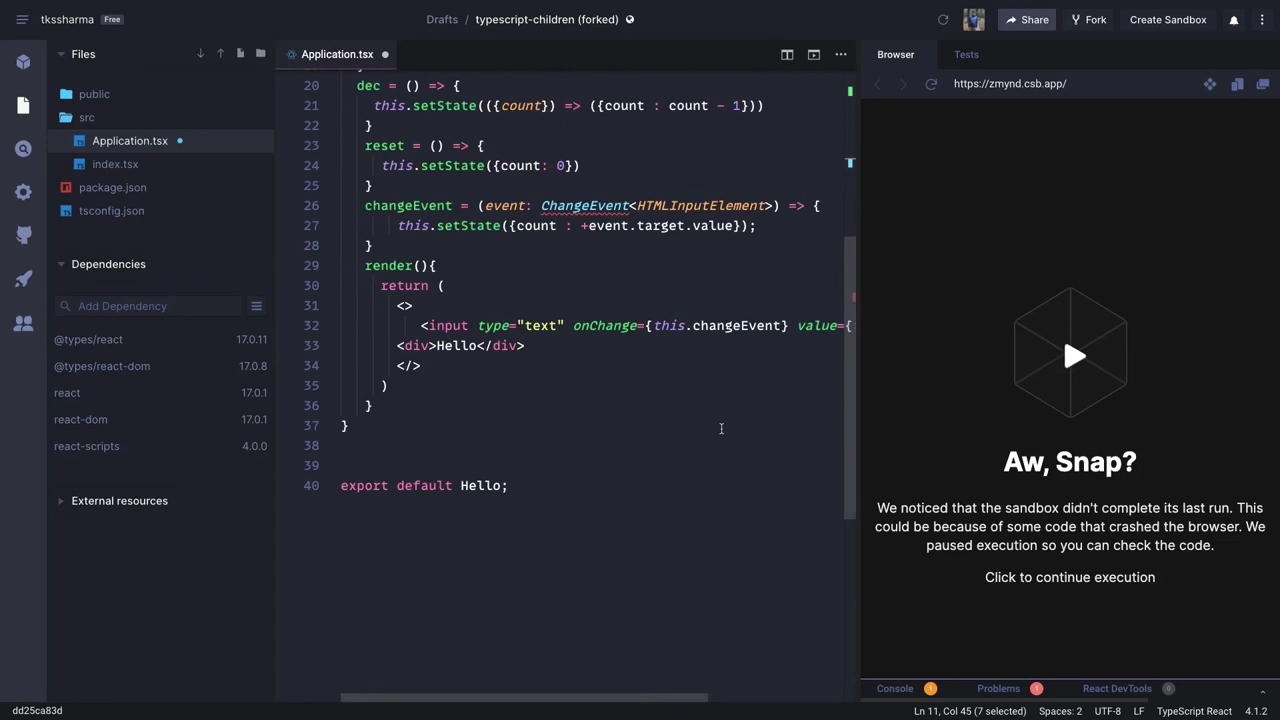 tkssharma Free
Drafts / typescript-children (forked)
Share
Fork
Create Sandbox
Files
public
src
Application.tsx
index.tsx
package.json
tsconfig.json
Dependencies
Add Dependency
@types/react 17.0.11
@types/react-dom 17.0.8
react 17.0.1
react-dom 17.0.1
react-scripts 4.0.0
External resources
Application.tsx
20 dec = () => {
21 this.setState(({count}) => ({count : count - 1}))
22 }
23 reset = () => {
24 this.setState({count: 0})
25 }
26 changeEvent = (event: ChangeEvent<HTMLInputElement>) => {
27 this.setState({count : +event.target.value});
28 }
29 render(){
30 return (
31 <>
32 <input type="text" onChange={this.changeEvent} value={
33 <div>Hello</div>
34 </>
35 )
36 }
37 }
38
39
40 export default Hello;
Browser
Tests
https://zmynd.csb.app/
Aw, Snap?
We noticed that the sandbox didn't complete its last run. This
could be because of some code that crashed the browser. We
paused execution so you can check the code.
Click to continue execution
Console 1
Problems 1
React DevTools 0
dd25ca83d
Ln 11, Col 45 (7 selected) Spaces: 2 UTF-8 LF TypeScript React 4.1.2